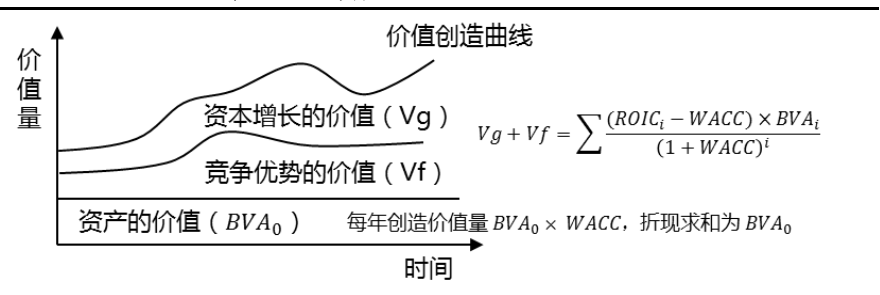 价值创造曲线
价值量
资本增长的价值（Vg）
Vg + Vf = ∑ (ROIC_i − WACC) × BVA_i / (1 + WACC)^i
竞争优势的价值（Vf）
资产的价值（BVA_0） 每年创造价值量 BVA_0 × WACC，折现求和为 BVA_0
时间